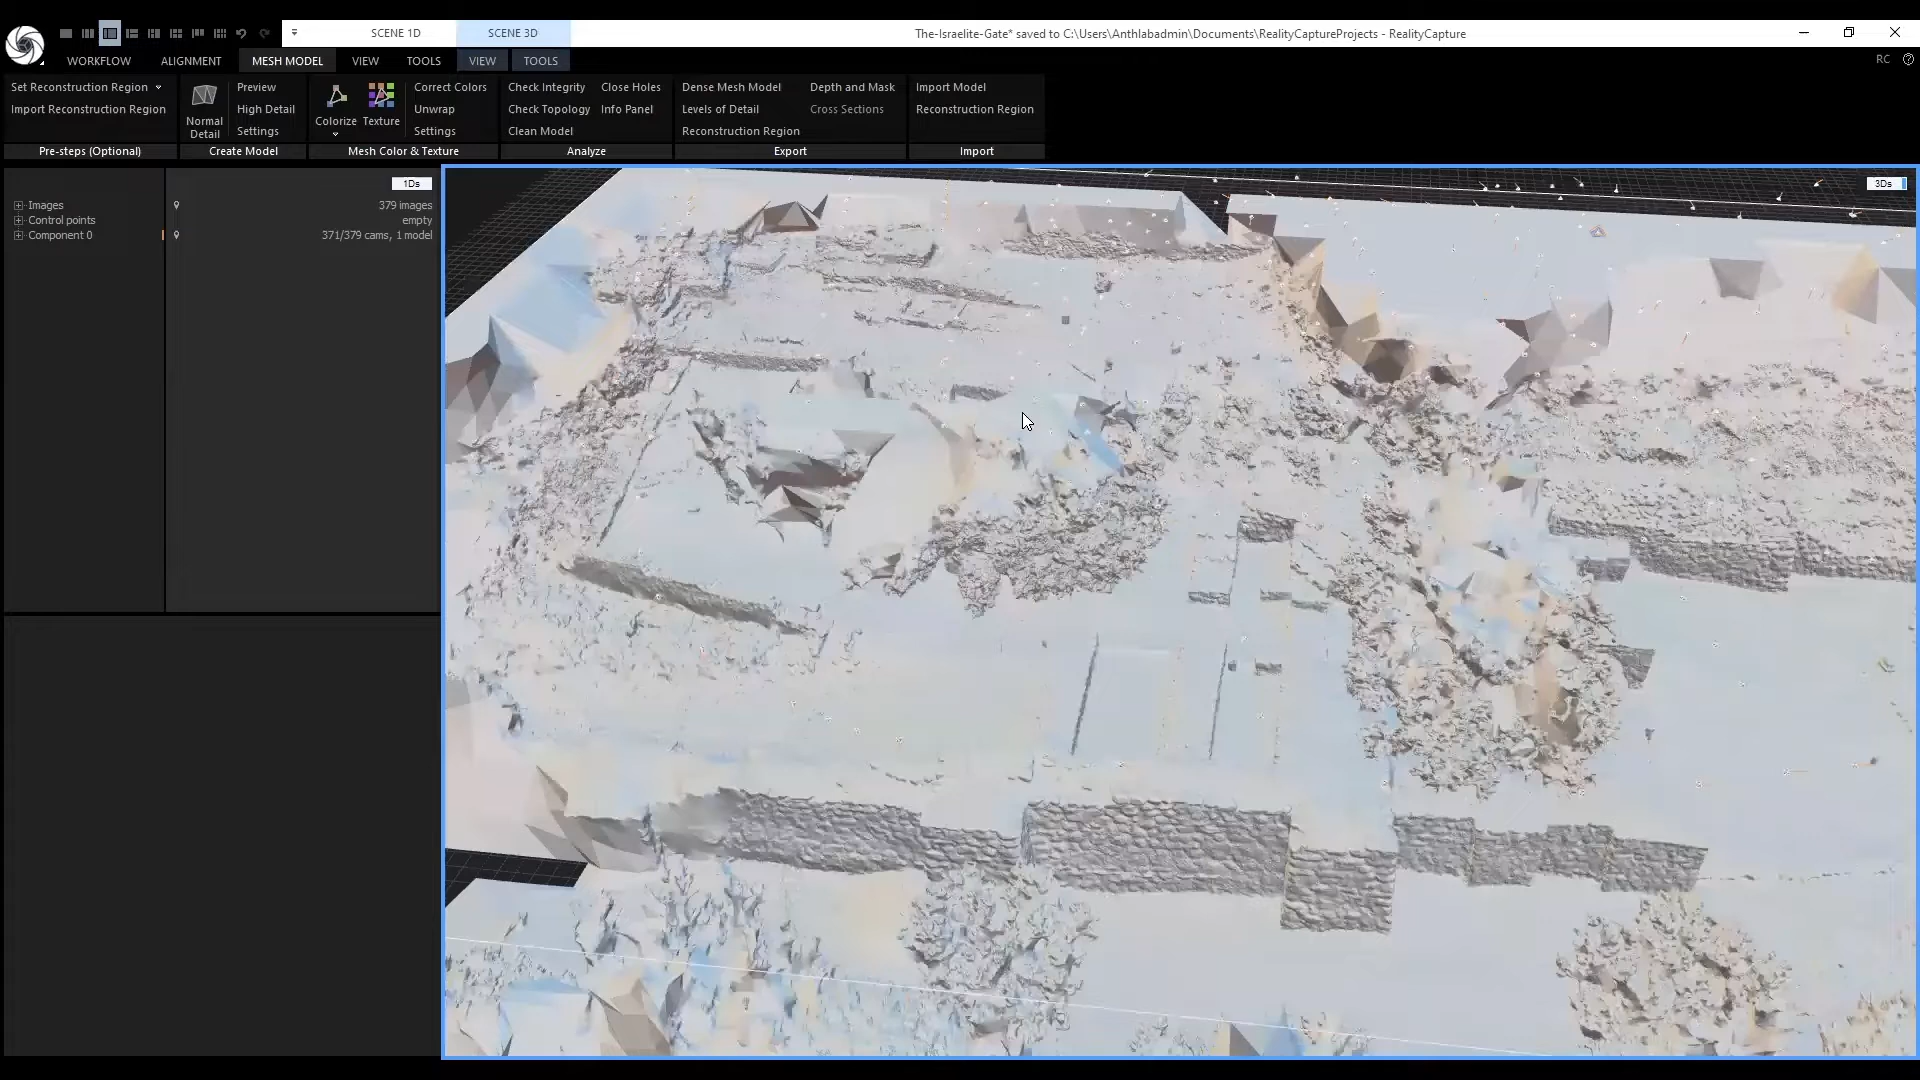 SCENE 1D SCENE 3D The-Israelite-Gate* saved to C:\Users\Anthlabadmin\Documents\RealityCaptureProjects - RealityCapture
WORKFLOW ALIGNMENT MESH MODEL VIEW TOOLS VIEW TOOLS RC
Set Reconstruction Region
Import Reconstruction Region
Pre-steps (Optional)
Normal
Detail
Preview
High Detail
Settings
Create Model
Colorize
Texture
Correct Colors
Unwrap
Settings
Mesh Color & Texture
Check Integrity
Check Topology
Clean Model
Close Holes
Info Panel
Analyze
Dense Mesh Model
Levels of Detail
Reconstruction Region
Depth and Mask
Cross Sections
Export
Import Model
Reconstruction Region
Import
1Ds
Images 379 images
Control points empty
Component 0 371/379 cams, 1 model
3Ds